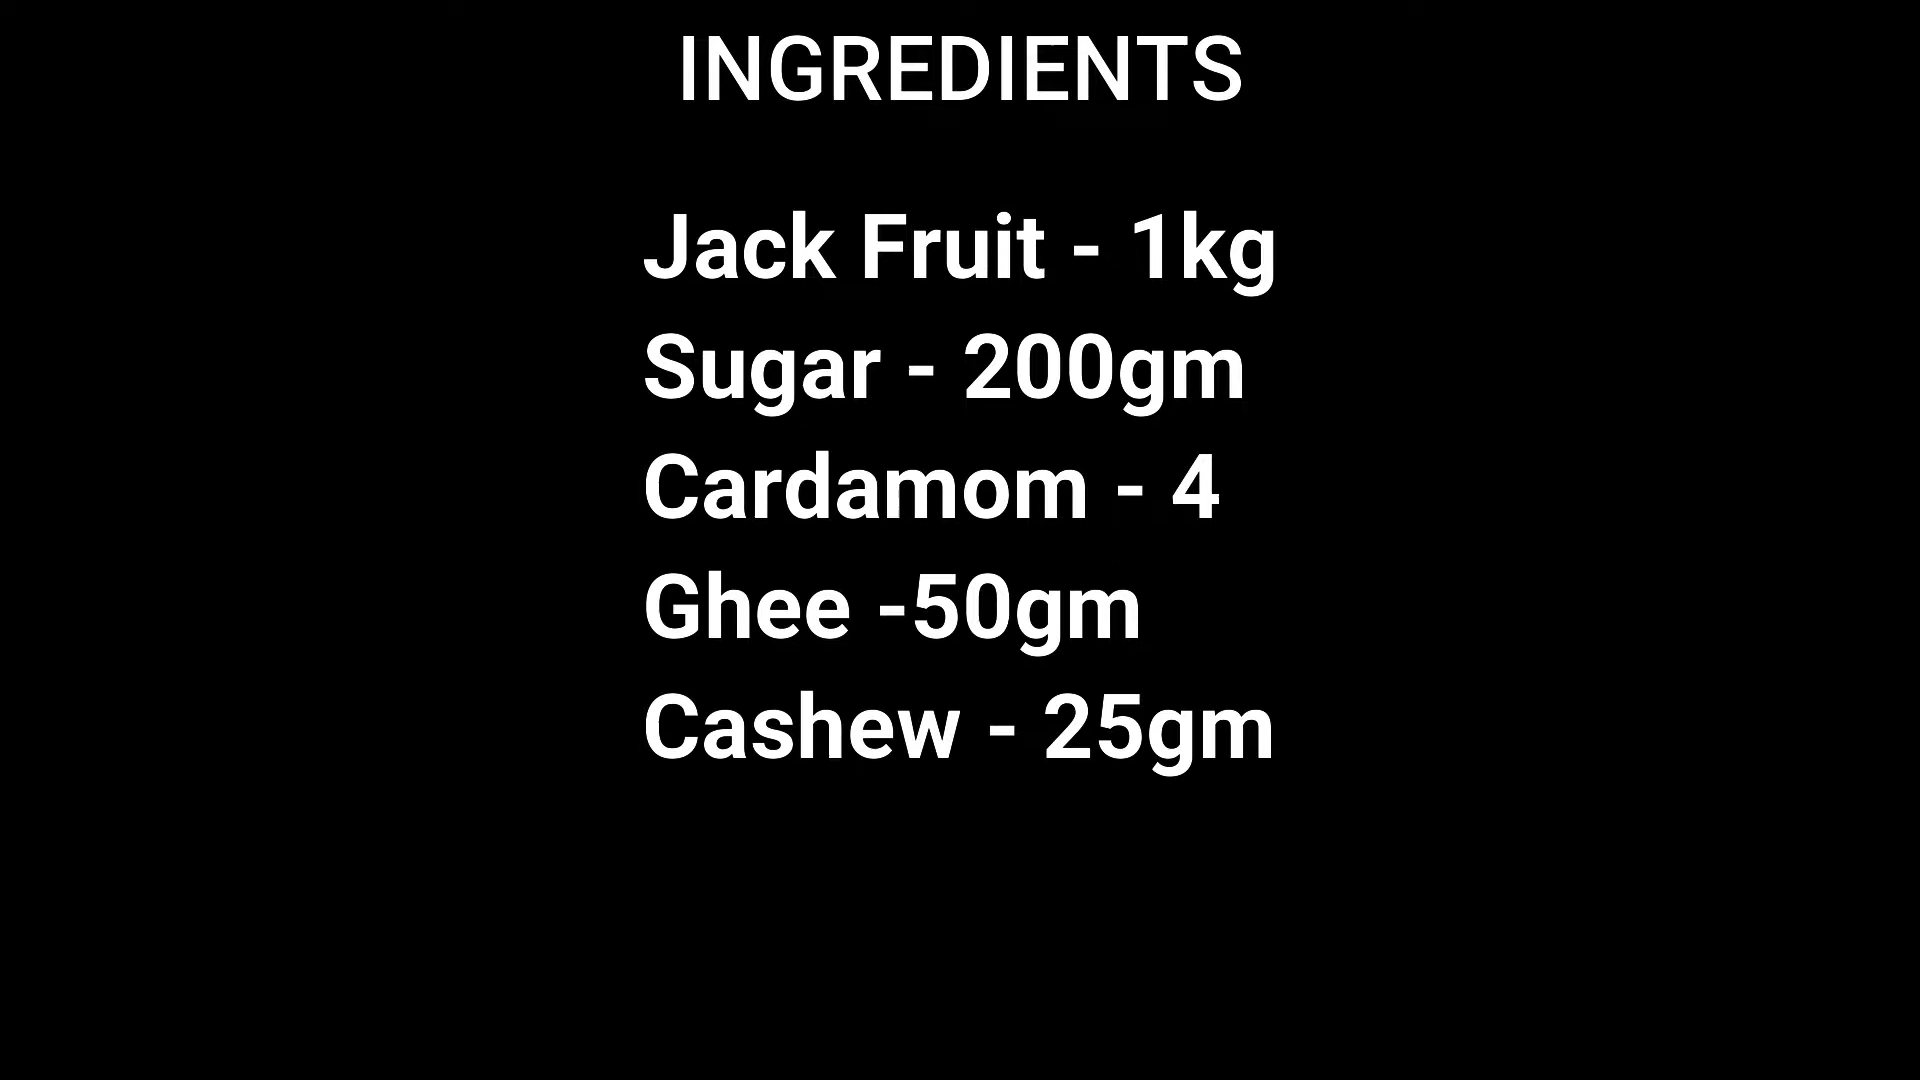 INGREDIENTS
Jack Fruit - 1kg
Sugar - 200gm
Cardamom - 4
Ghee -50gm
Cashew - 25gm